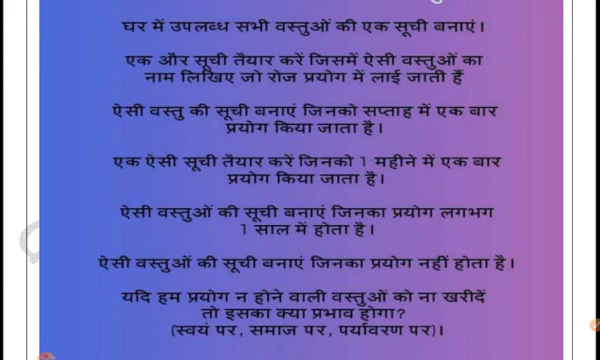 घर में उपलब्ध सभी वस्तुओं की एक सूची बनाएं।
एक और सूची तैयार करें जिसमें ऐसी वस्तुओं का
नाम लिखिए जो रोज प्रयोग में लाई जाती हैं
ऐसी वस्तु की सूची बनाएं जिनको सप्ताह में एक बार
प्रयोग किया जाता है।
एक ऐसी सूची तैयार करें जिनको 1 महीने में एक बार
प्रयोग किया जाता है।
ऐसी वस्तुओं की सूची बनाएं जिनका प्रयोग लगभग
1 साल में होता है।
ऐसी वस्तुओं की सूची बनाएं जिनका प्रयोग नहीं होता है।
यदि हम प्रयोग न होने वाली वस्तुओं को ना खरीदें
तो इसका क्या प्रभाव होगा?
(स्वयं पर, समाज पर, पर्यावरण पर)।